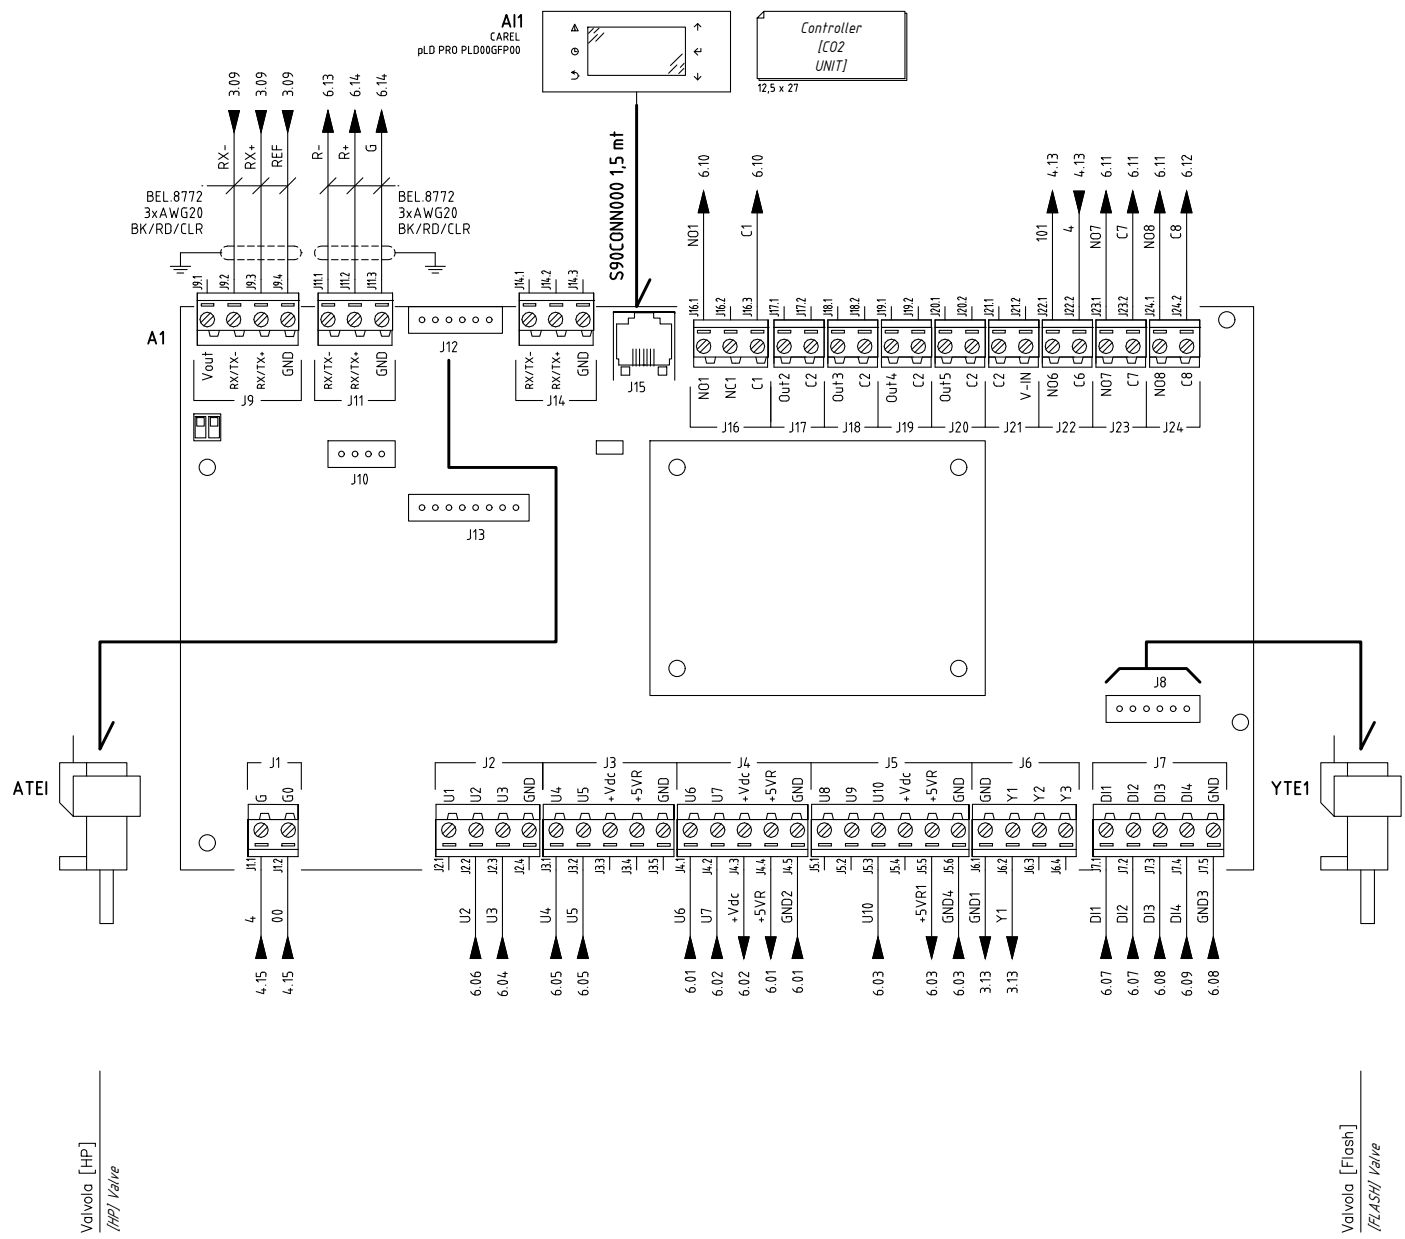 AI1
CAREL
pLD PRO PLD00GFP00
Controller
[CO2
UNIT]
12,5 x 27
3.09
3.09
3.09
6.13
6.14
6.14
RX-
RX+
REF
R-
R+
G
BEL.8772
3xAWG20
BK/RD/CLR
BEL.8772
3xAWG20
BK/RD/CLR
S90CONN000 1,5 mt
6.10
6.10
4.13
4.13
6.11
6.11
6.11
6.12
NO1
C1
101
4
NO7
C7
NO8
C8
J9.1
J9.2
J9.3
J9.4
J11.1
J11.2
J11.3
J14.1
J14.2
J14.3
J16.1
J16.2
J16.3
J17.1
J17.2
J18.1
J18.2
J19.1
J19.2
J20.1
J20.2
J21.1
J21.2
J22.1
J22.2
J23.1
J23.2
J24.1
J24.2
A1
Vout
RX/TX-
RX/TX+
GND
RX/TX-
RX/TX+
GND
J12
RX/TX-
RX/TX+
GND
J15
NO1
NC1
C1
Out2
C2
Out3
C2
Out4
C2
Out5
C2
C2
V-IN
NO6
C6
NO7
C7
NO8
C8
J9
J11
J14
J16
J17
J18
J19
J20
J21
J22
J23
J24
J10
J13
J8
ATEI
YTE1
J1
J2
J3
J4
J5
J6
J7
G
G0
U1
U2
U3
GND
U4
U5
+Vdc
+5VR
GND
U6
U7
+Vdc
+5VR
GND
U8
U9
U10
+Vdc
+5VR
GND
GND
Y1
Y2
Y3
DI1
DI2
DI3
DI4
GND
J1.1
J1.2
J2.1
J2.2
J2.3
J2.4
J3.1
J3.2
J3.3
J3.4
J3.5
J4.1
J4.2
J4.3
J4.4
J4.5
J5.1
J5.2
J5.3
J5.4
J5.5
J5.6
J6.1
J6.2
J6.3
J6.4
J7.1
J7.2
J7.3
J7.4
J7.5
4
00
U2
U3
U4
U5
U6
U7
+Vdc
+5VR
GND2
U10
+5VR1
GND4
GND1
Y1
DI1
DI2
DI3
DI4
GND3
4.15
4.15
6.06
6.04
6.05
6.05
6.01
6.02
6.02
6.01
6.01
6.03
6.03
6.03
3.13
3.13
6.07
6.07
6.08
6.09
6.08
Valvola [HP]
[HP] Valve
Valvola [Flash]
[FLASH] Valve